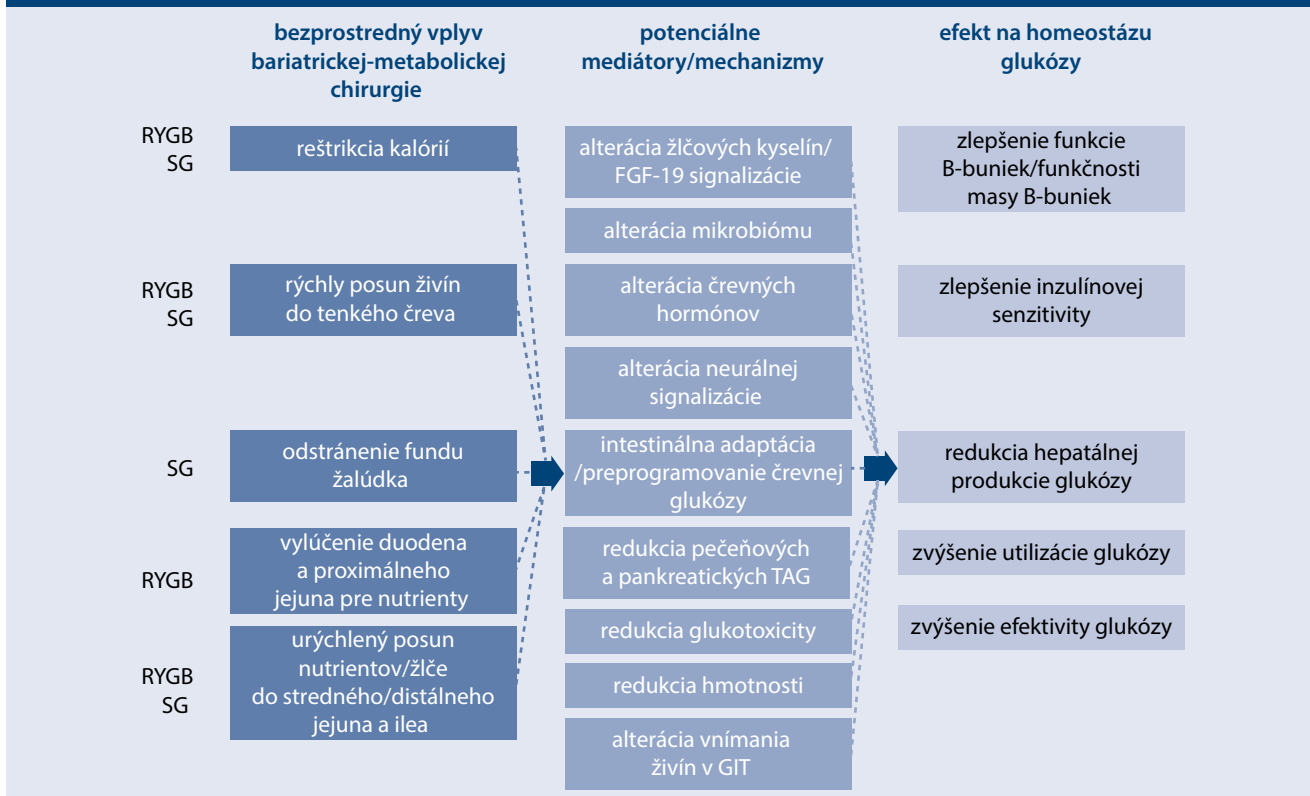 bezprostredný vplyv
bariatrickej-metabolickej
chirurgie
potenciálne
mediátory/mechanizmy
efekt na homeostázu
glukózy
RYGB
SG
reštrikcia kalórií
RYGB
SG
rýchly posun živín
do tenkého čreva
SG
odstránenie fundu
žalúdka
RYGB
vylúčenie duodena
a proximálneho
jejuna pre nutrienty
RYGB
SG
urýchlený posun
nutrientov/žlče
do stredného/distálneho
jejuna a ilea
alterácia žlčových kyselín/
FGF-19 signalizácie
alterácia mikrobiómu
alterácia črevných
hormónov
alterácia neurálnej
signalizácie
intestinálna adaptácia
/preprogramovanie črevnej
glukózy
redukcia pečeňových
a pankreatických TAG
redukcia glukotoxicity
redukcia hmotnosti
alterácia vnímania
živín v GIT
zlepšenie funkcie
B-buniek/funkčnosti
masy B-buniek
zlepšenie inzulínovej
senzitivity
redukcia hepatálnej
produkcie glukózy
zvýšenie utilizácie glukózy
zvýšenie efektivity glukózy